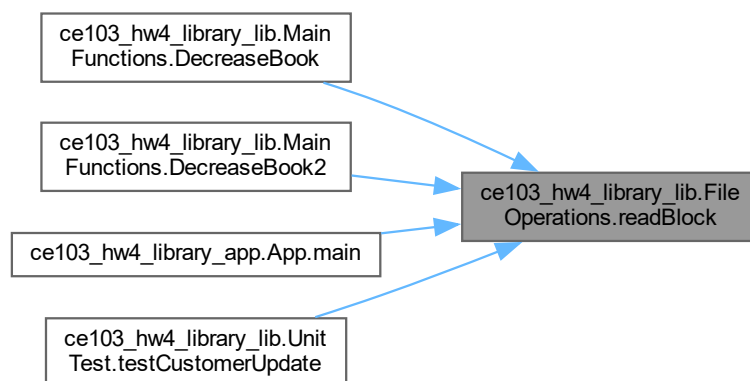 ce103_hw4_library_lib.Main
Functions.DecreaseBook
ce103_hw4_library_lib.Main
Functions.DecreaseBook2
ce103_hw4_library_lib.File
Operations.readBlock
ce103_hw4_library_app.App.main
ce103_hw4_library_lib.Unit
Test.testCustomerUpdate